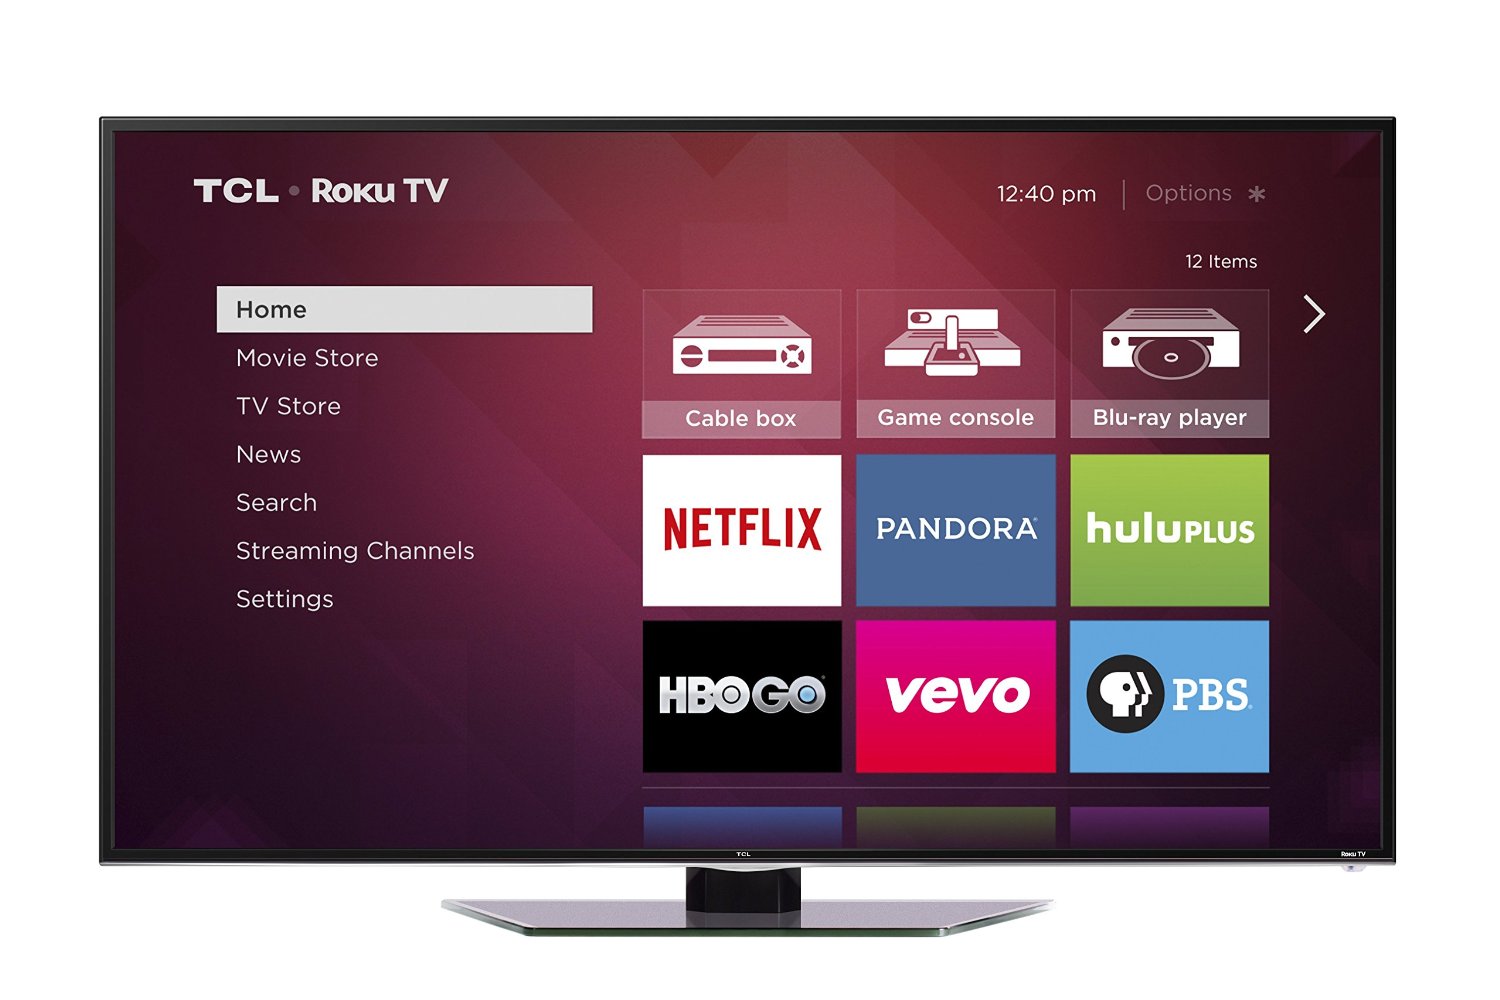 TCL • Roku TV
12:40 pm | Options *
12 Items
Home
Movie Store
TV Store
News
Search
Streaming Channels
Settings
Cable box
Game console
Blu-ray player
NETFLIX
PANDORA
huluPLUS
HBO GO
vevo
PBS
TCL
Roku TV